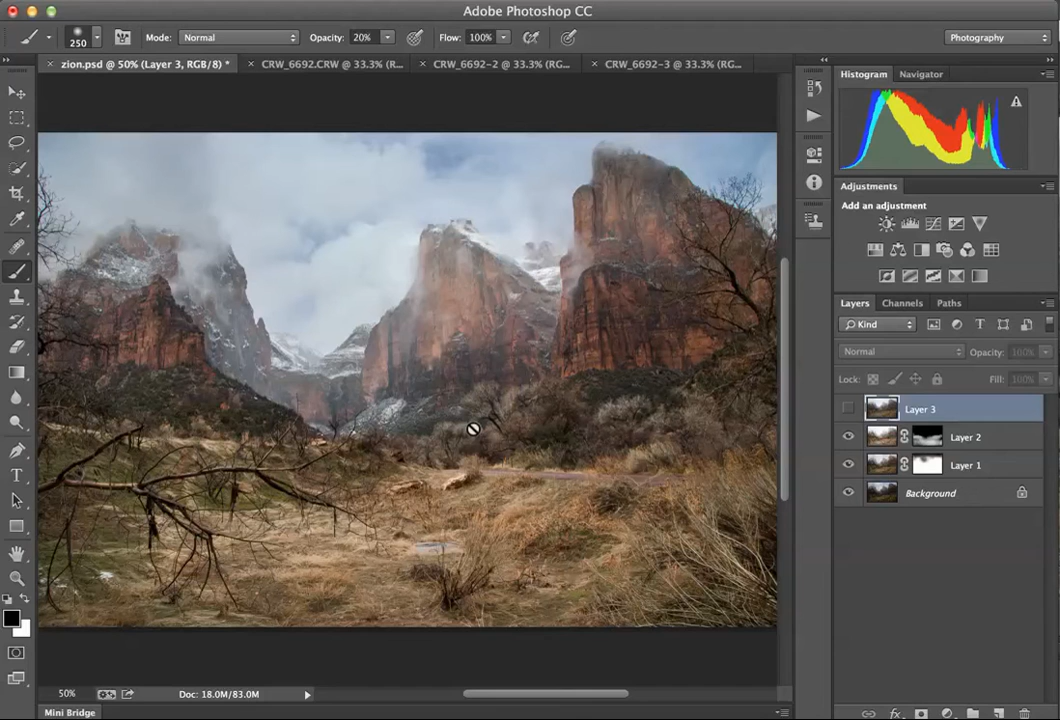 Adobe Photoshop CC
250 Mode: Normal Opacity: 20% Flow: 100% Photography
zion.psd @ 50% (Layer 3, RGB/8) * CRW_6692.CRW @ 33.3% (R... CRW_6692-2 @ 33.3% (RG... CRW_6692-3 @ 33.3% (RG...
Histogram Navigator
Adjustments
Add an adjustment
Layers Channels Paths
Kind
Normal Opacity: 100%
Lock: Fill: 100%
Layer 3
Layer 2
Layer 1
Background
50% Doc: 18.0M/83.0M
Mini Bridge